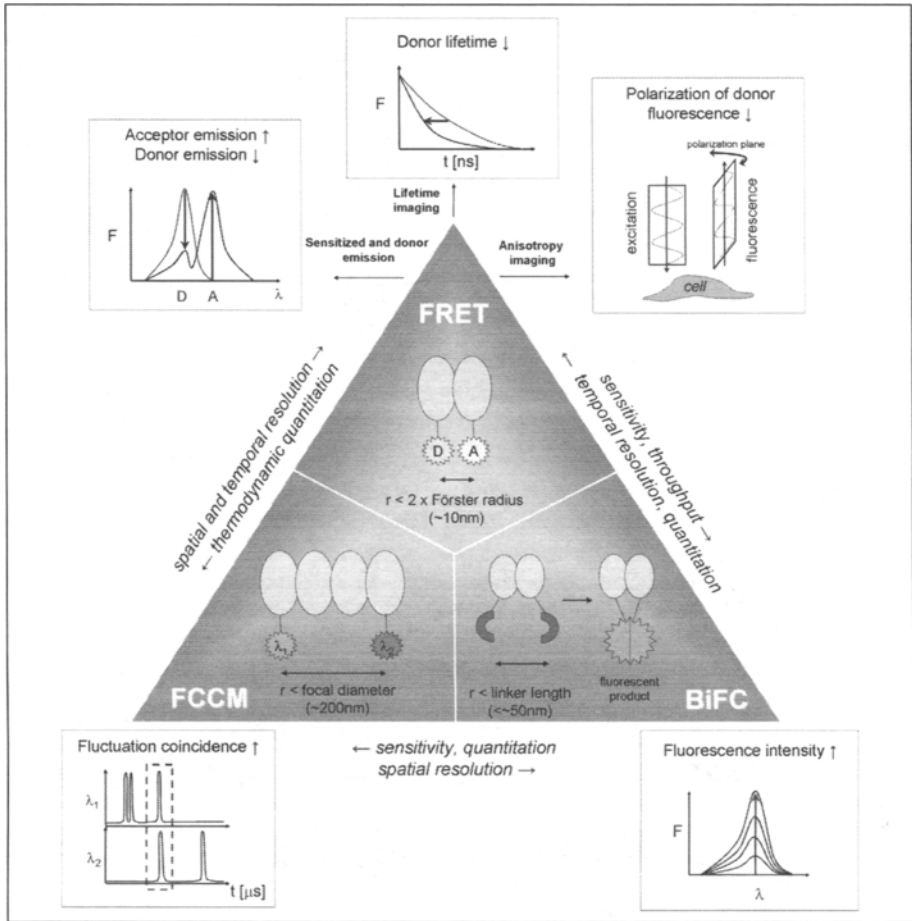 Donor lifetime ↓
F
t [ns]
Acceptor emission ↑
Donor emission ↓
F
D A λ
Polarization of donor
fluorescence ↓
polarization plane
excitation
fluorescence
cell
Lifetime
imaging
Sensitized and donor
emission
Anisotropy
imaging
FRET
D A
r < 2 x Förster radius
(~10nm)
spatial and temporal resolution →
← thermodynamic quantitation
← sensitivity, throughput →
temporal resolution, quantitation
λ1
λ2
r < focal diameter
(~200nm)
FCCM
r < linker length
(<~50nm)
fluorescent
product
BiFC
← sensitivity, quantitation
spatial resolution →
Fluctuation coincidence ↑
λ1
λ2
t [µs]
Fluorescence intensity ↑
F
λ